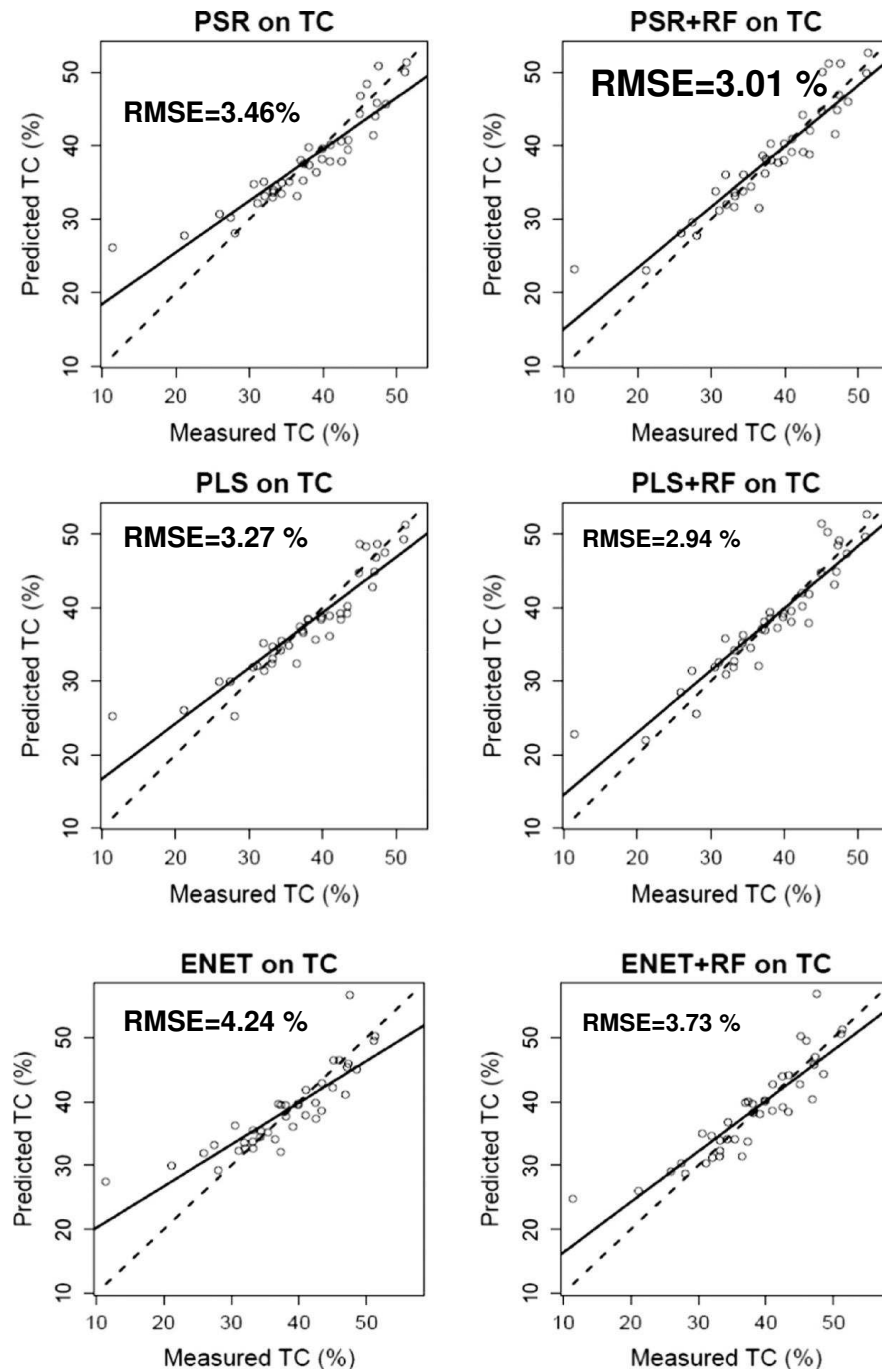 PSR on TC
RMSE=3.46%
Predicted TC (%)
50
40
30
20
10
10 20 30 40 50
Measured TC (%)
PSR+RF on TC
RMSE=3.01 %
Predicted TC (%)
50
40
30
20
10
10 20 30 40 50
Measured TC (%)
PLS on TC
RMSE=3.27 %
Predicted TC (%)
50
40
30
20
10
10 20 30 40 50
Measured TC (%)
PLS+RF on TC
RMSE=2.94 %
Predicted TC (%)
50
40
30
20
10
10 20 30 40 50
Measured TC (%)
ENET on TC
RMSE=4.24 %
Predicted TC (%)
50
40
30
20
10
10 20 30 40 50
Measured TC (%)
ENET+RF on TC
RMSE=3.73 %
Predicted TC (%)
50
40
30
20
10
10 20 30 40 50
Measured TC (%)